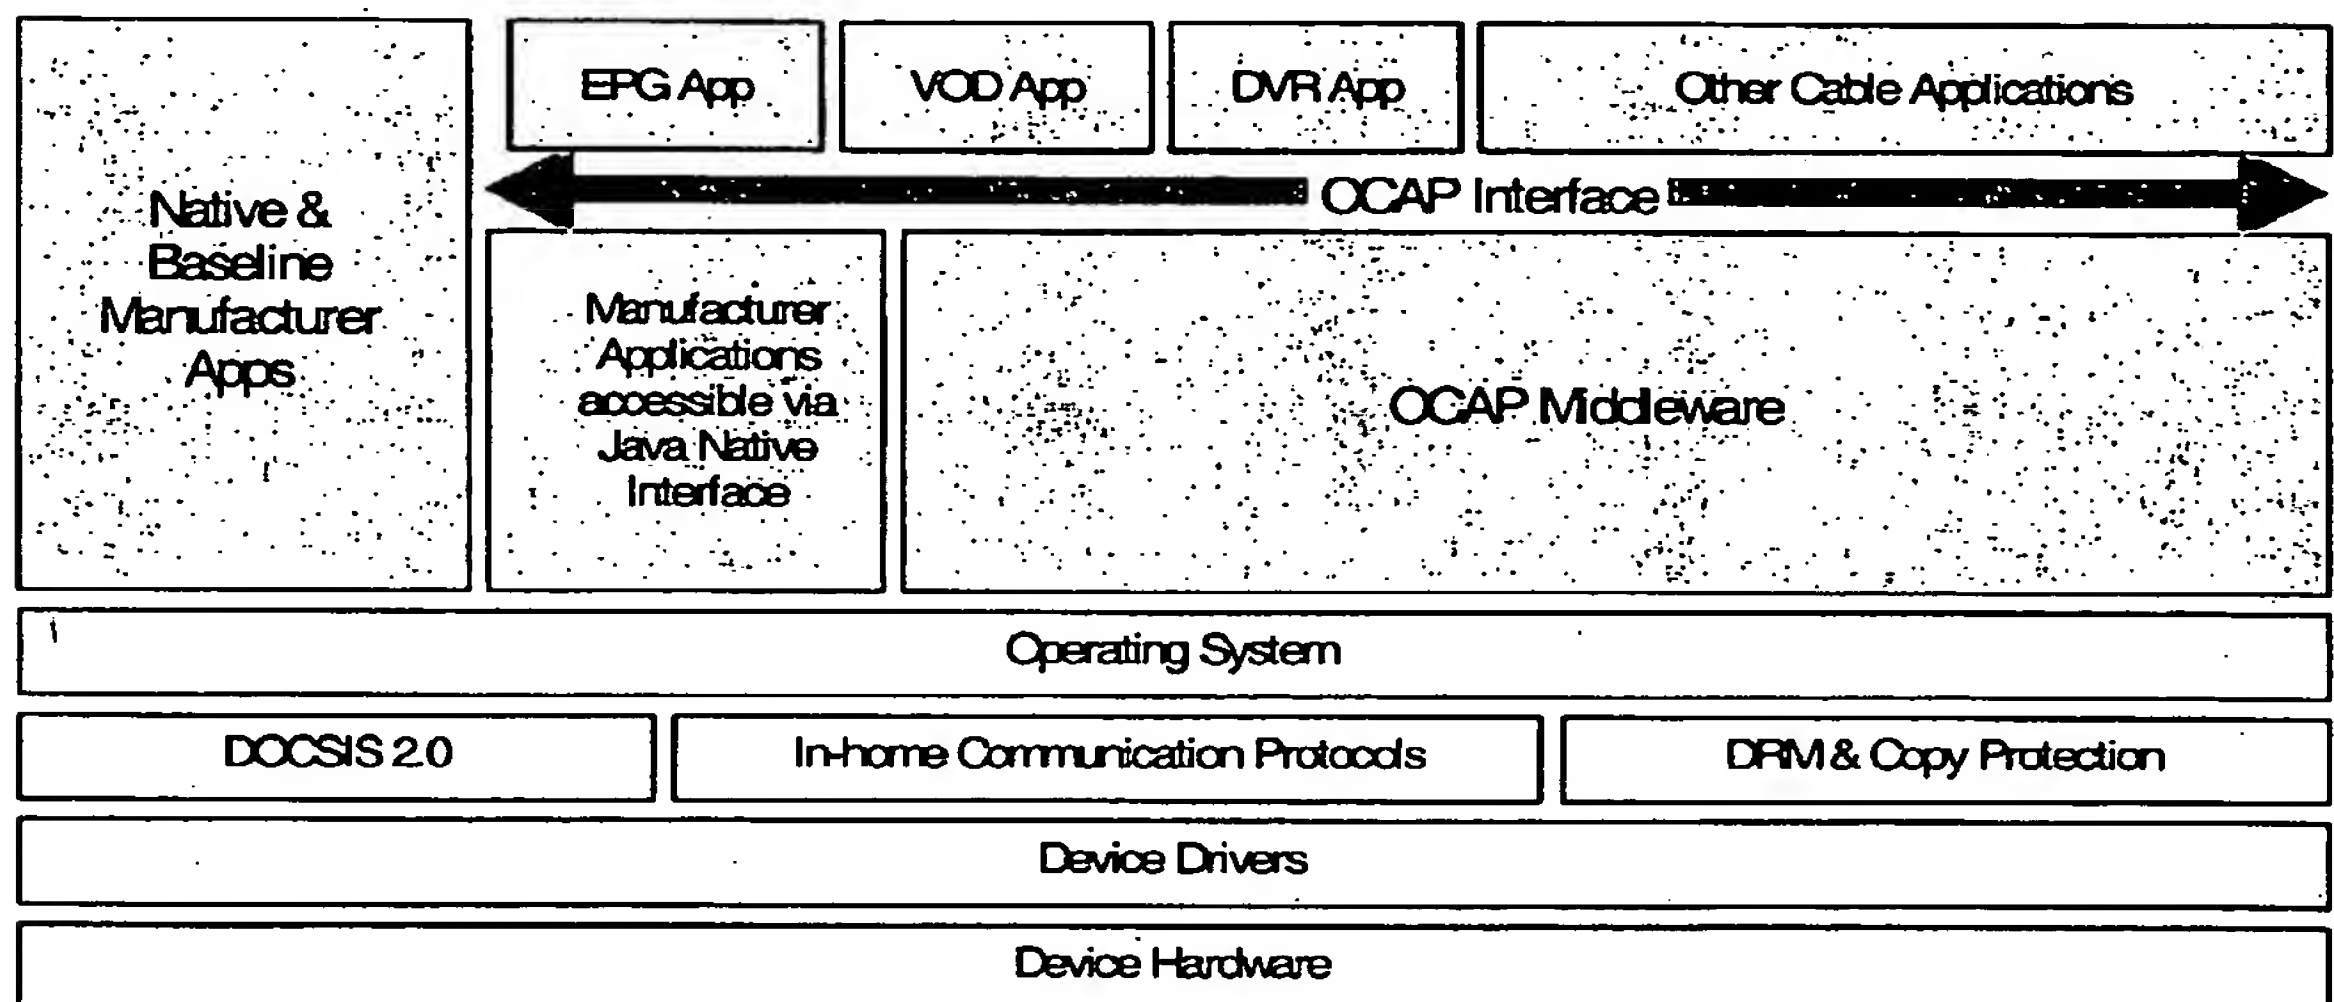 EPG App
VOD App
DVR App
Other Cable Applications
OCAP Interface
Native &
Baseline
Manufacturer
Apps
Manufacturer
Applications
accessible via
Java Native
Interface
OCAP Middleware
Operating System
DOCSIS 2.0
In-home Communication Protocols
DRM & Copy Protection
Device Drivers
Device Hardware